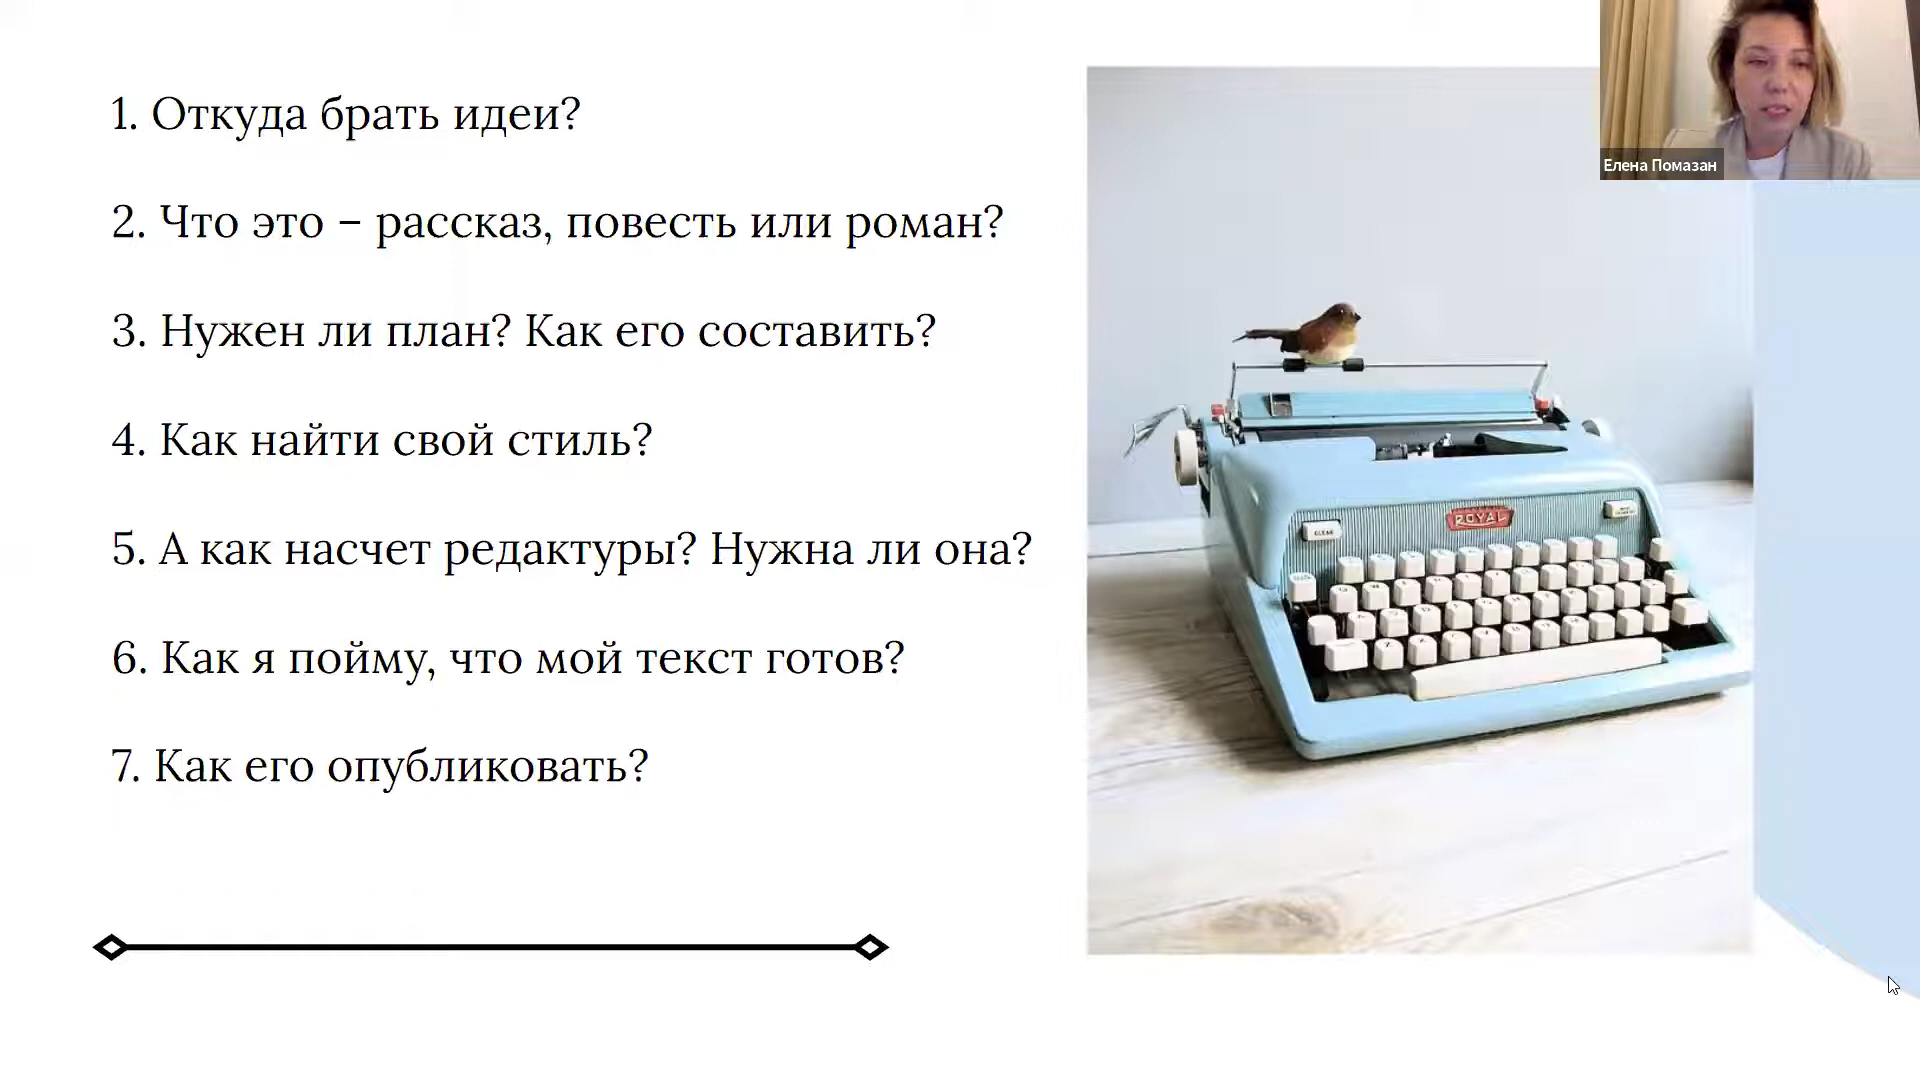 1. Откуда брать идеи?
2. Что это – рассказ, повесть или роман?
3. Нужен ли план? Как его составить?
4. Как найти свой стиль?
5. А как насчет редактуры? Нужна ли она?
6. Как я пойму, что мой текст готов?
7. Как его опубликовать?
Елена Помазан
ROYAL
CLEAR